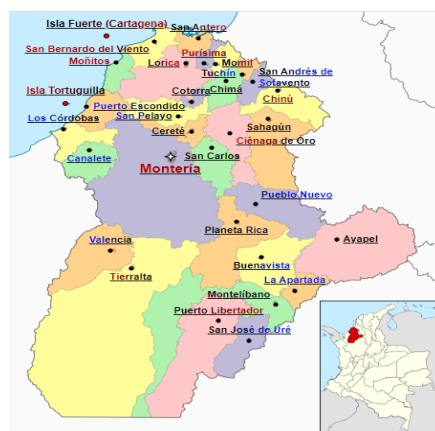 Isla Fuerte (Cartagena)
San Antero
San Bernardo del Viento
Purísima
Moñitos
Lorica
Momil
Tuchín
San Andrés de
Sotavento
Isla Tortuguilla
Cotorra
Chimá
Chinú
Puerto Escondido
Los Córdobas
San Pelayo
Sahagún
Cereté
Ciénaga de Oro
Canalete
San Carlos
Montería
Pueblo Nuevo
Planeta Rica
Valencia
Ayapel
Buenavista
Tierralta
La Apartada
Montelíbano
Puerto Libertador
San José de Uré